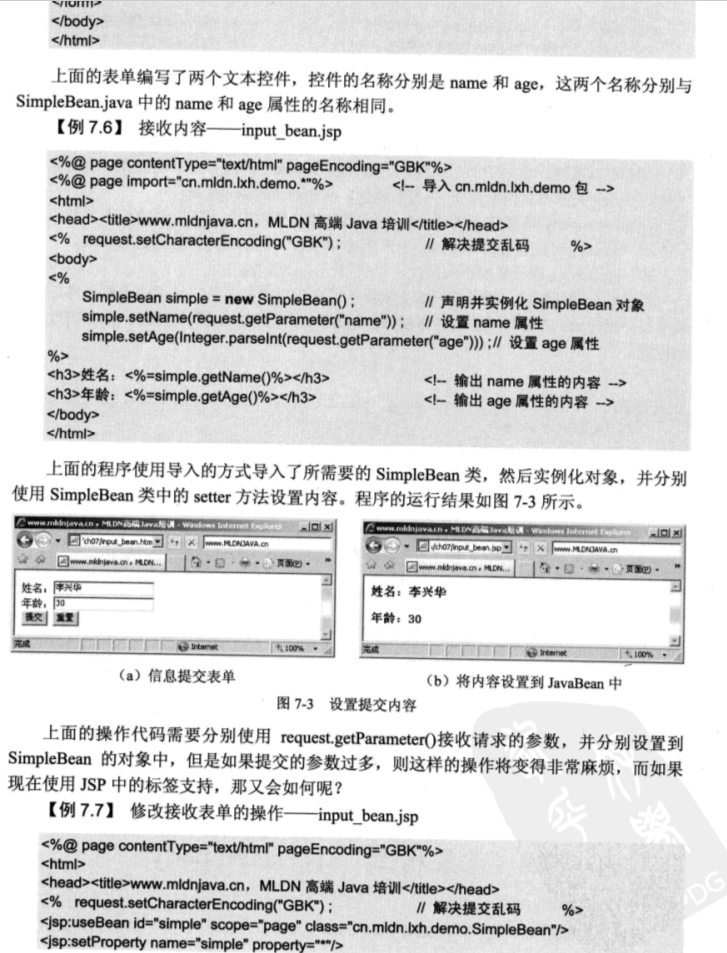 </form>
</body>
</html>
上面的表单编写了两个文本控件，控件的名称分别是 name 和 age，这两个名称分别与
SimpleBean.java 中的 name 和 age 属性的名称相同。
【例 7.6】 接收内容——input_bean.jsp
<%@ page contentType="text/html" pageEncoding="GBK"%>
<%@ page import="cn.mldn.lxh.demo.*"%> <!-- 导入 cn.mldn.lxh.demo 包 -->
<html>
<head><title>www.mldnjava.cn，MLDN 高端 Java 培训</title></head>
<% request.setCharacterEncoding("GBK") ; // 解决提交乱码 %>
<body>
<%
SimpleBean simple = new SimpleBean() ; // 声明并实例化 SimpleBean 对象
simple.setName(request.getParameter("name")) ; // 设置 name 属性
simple.setAge(Integer.parseInt(request.getParameter("age"))) ;// 设置 age 属性
%>
<h3>姓名：<%=simple.getName()%></h3> <!-- 输出 name 属性的内容 -->
<h3>年龄：<%=simple.getAge()%></h3> <!-- 输出 age 属性的内容 -->
</body>
</html>
上面的程序使用导入的方式导入了所需要的 SimpleBean 类，然后实例化对象，并分别
使用 SimpleBean 类中的 setter 方法设置内容。程序的运行结果如图 7-3 所示。
www.mldnjava.cn，MLDN高端Java培训 - Windows Internet Explorer
ch07/input_bean.htm www.MLDNJAVA.cn
www.mldnjava.cn，MLDN... 页面(P)
姓名：李兴华
年龄：30
提交 重置
完成 Internet 100%
www.mldnjava.cn，MLDN高端Java培训 - Windows Internet Explorer
/ch07/input_bean.jsp www.MLDNJAVA.cn
www.mldnjava.cn，MLDN... 页面(P)
姓名：李兴华
年龄：30
完成 Internet 100%
（a）信息提交表单
（b）将内容设置到 JavaBean 中
图 7-3 设置提交内容
上面的操作代码需要分别使用 request.getParameter()接收请求的参数，并分别设置到
SimpleBean 的对象中，但是如果提交的参数过多，则这样的操作将变得非常麻烦，而如果
现在使用 JSP 中的标签支持，那又会如何呢？
【例 7.7】 修改接收表单的操作——input_bean.jsp
<%@ page contentType="text/html" pageEncoding="GBK"%>
<html>
<head><title>www.mldnjava.cn，MLDN 高端 Java 培训</title></head>
<% request.setCharacterEncoding("GBK") ; // 解决提交乱码 %>
<jsp:useBean id="simple" scope="page" class="cn.mldn.lxh.demo.SimpleBean"/>
<jsp:setProperty name="simple" property="*"/>